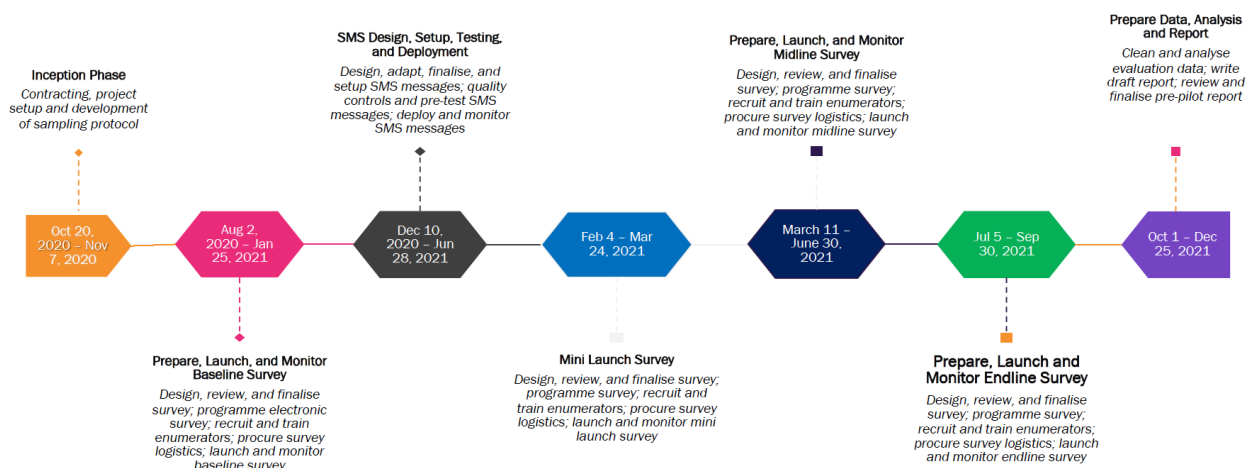 Inception Phase
Contracting, project
setup and development
of sampling protocol
SMS Design, Setup, Testing,
and Deployment
Design, adapt, finalise, and
setup SMS messages; quality
controls and pre-test SMS
messages; deploy and monitor
SMS messages
Prepare, Launch, and Monitor
Midline Survey
Design, review, and finalise
survey; programme survey;
recruit and train enumerators;
procure survey logistics; launch
and monitor midline survey
Prepare Data, Analysis
and Report
Clean and analyse
evaluation data; write
draft report; review and
finalise pre-pilot report
Oct 20,
2020 – Nov
7, 2020
Aug 2,
2020 – Jan
25, 2021
Dec 10,
2020 – Jun
28, 2021
Feb 4 – Mar
24, 2021
March 11 –
June 30,
2021
Jul 5 – Sep
30, 2021
Oct 1 – Dec
25, 2021
Prepare, Launch, and Monitor
Baseline Survey
Design, review, and finalise
survey; programme electronic
survey; recruit and train
enumerators; procure survey
logistics; launch and monitor
baseline survey
Mini Launch Survey
Design, review, and finalise survey;
programme survey; recruit and
train enumerators; procure survey
logistics; launch and monitor mini
launch survey
Prepare, Launch and
Monitor Endline Survey
Design, review, and finalise
survey; programme survey;
recruit and train enumerators;
procure survey logistics; launch
and monitor endline survey